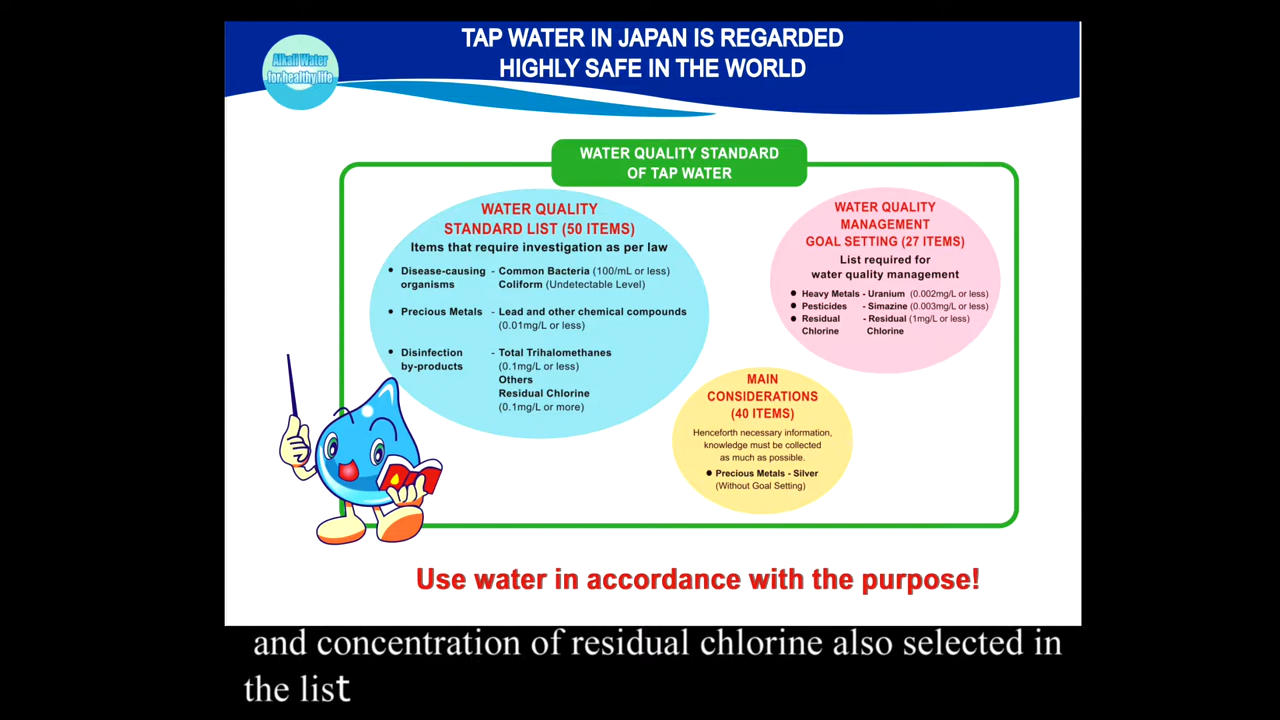 TAP WATER IN JAPAN IS REGARDED
HIGHLY SAFE IN THE WORLD
Alkali Water
for healthy life
WATER QUALITY STANDARD
OF TAP WATER
WATER QUALITY
STANDARD LIST (50 ITEMS)
Items that require investigation as per law
• Disease-causing - Common Bacteria (100/mL or less)
organisms Coliform (Undetectable Level)
• Precious Metals - Lead and other chemical compounds
(0.01mg/L or less)
• Disinfection - Total Trihalomethanes
by-products (0.1mg/L or less)
Others
Residual Chlorine
(0.1mg/L or more)
WATER QUALITY
MANAGEMENT
GOAL SETTING (27 ITEMS)
List required for
water quality management
• Heavy Metals - Uranium (0.002mg/L or less)
• Pesticides - Simazine (0.003mg/L or less)
• Residual - Residual (1mg/L or less)
Chlorine Chlorine
MAIN
CONSIDERATIONS
(40 ITEMS)
Henceforth necessary information,
knowledge must be collected
as much as possible.
• Precious Metals - Silver
(Without Goal Setting)
Use water in accordance with the purpose!
and concentration of residual chlorine also selected in
the list